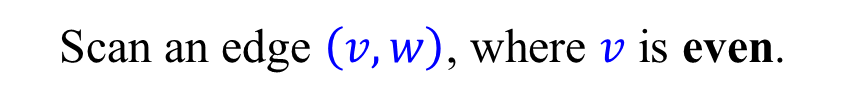 Scan an edge (v, w), where v is even.